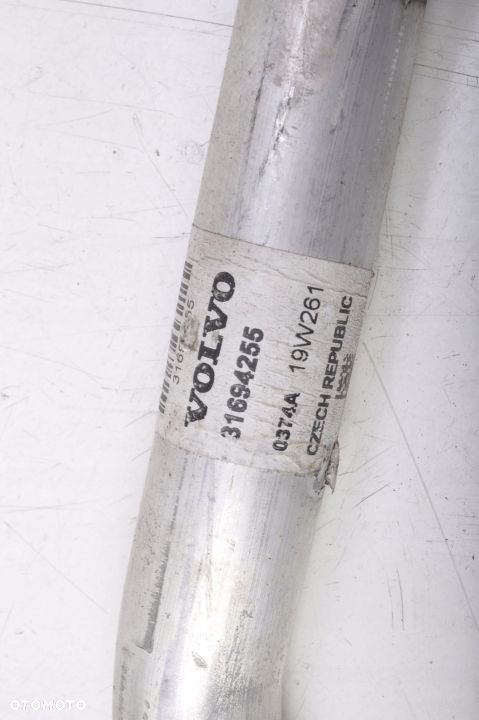 VOLVO
31694255
0374A 19W261
CZECH REPUBLIC
OTOMOTO